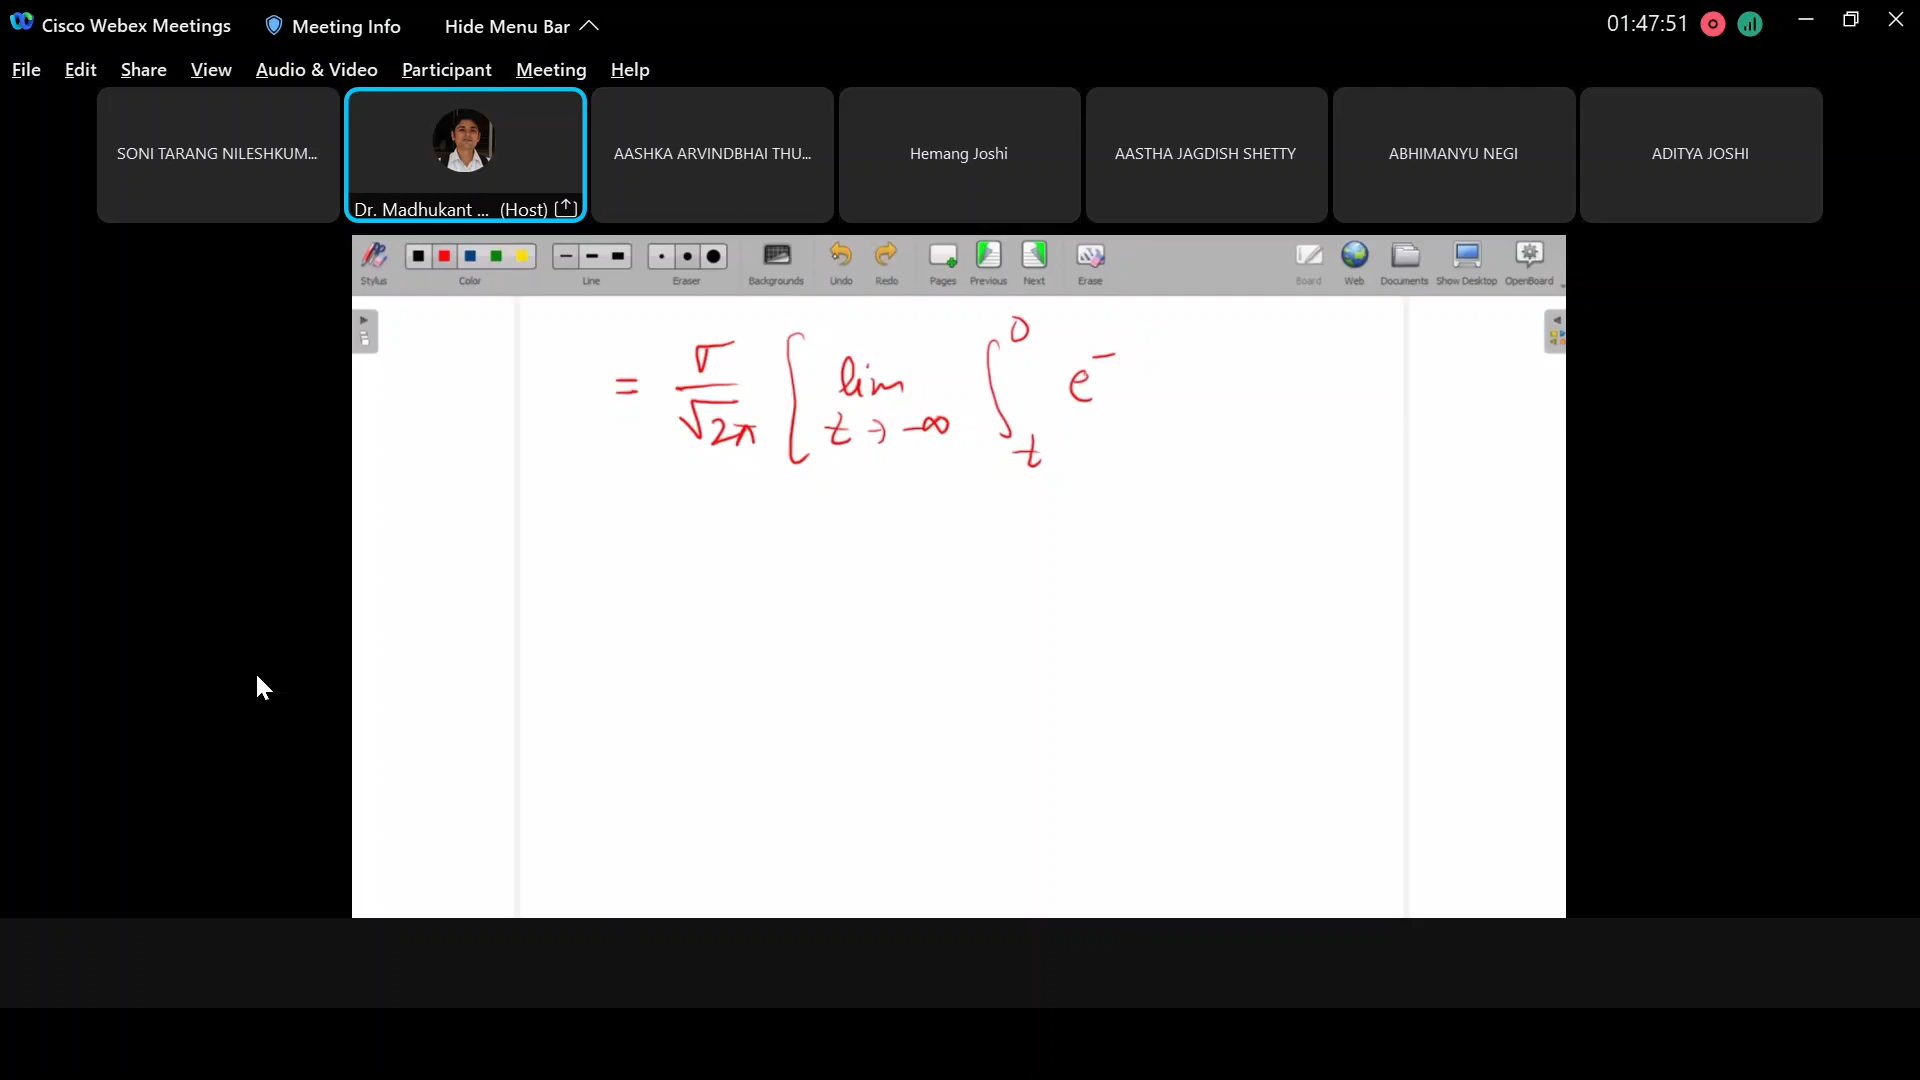 Cisco Webex Meetings Meeting Info Hide Menu Bar 01:47:51
File Edit Share View Audio & Video Participant Meeting Help
SONI TARANG NILESHKUM... AASHKA ARVINDBHAI THU... Hemang Joshi AASTHA JAGDISH SHETTY ABHIMANYU NEGI ADITYA JOSHI
Dr. Madhukant ... (Host)
Stylus Color Line Eraser Backgrounds Undo Redo Pages Previous Next Erase Board Web Documents Show Desktop OpenBoard
= σ/√2π [ lim t → -∞ ∫_t^0 e^-